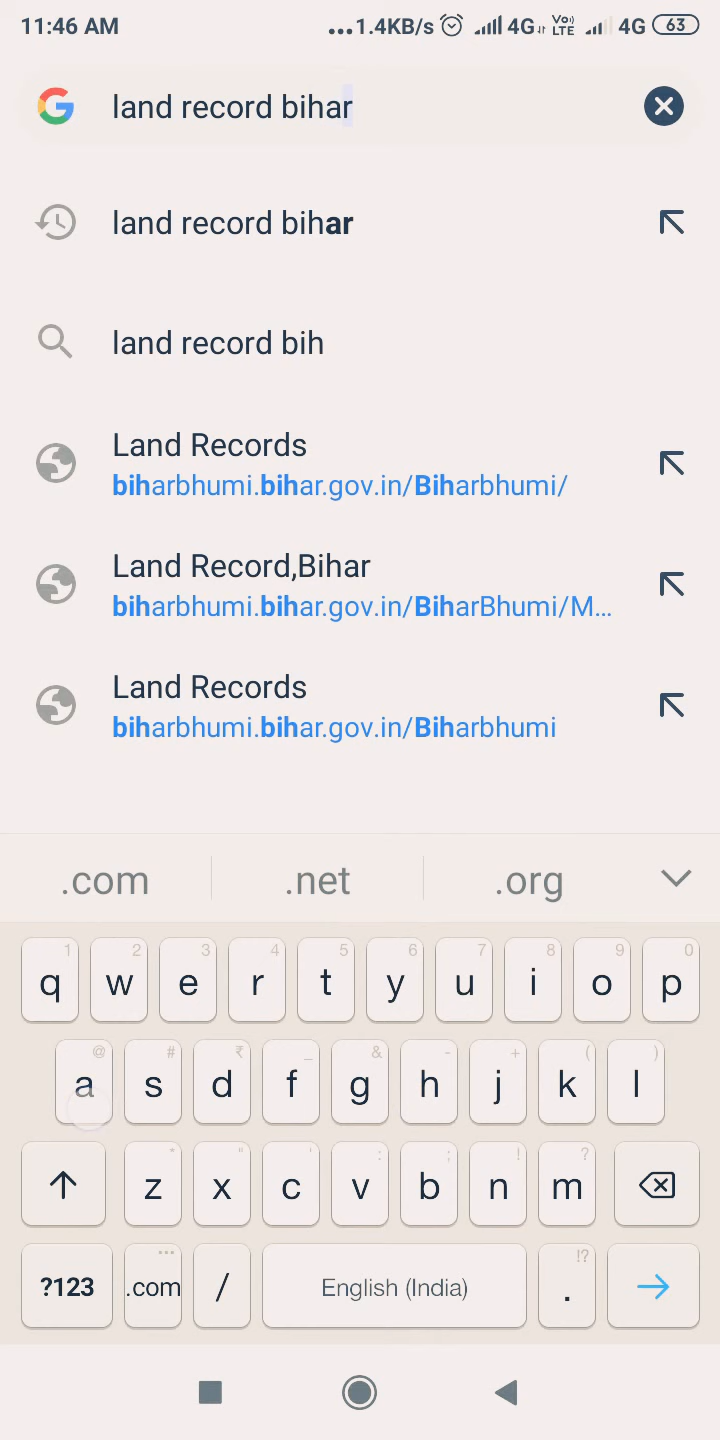 11:46 AM ...1.4KB/s 4G Vo)) LTE 4G 63
land record bihar
land record bihar
land record bih
Land Records
biharbhumi.bihar.gov.in/Biharbhumi/
Land Record,Bihar
biharbhumi.bihar.gov.in/BiharBhumi/M...
Land Records
biharbhumi.bihar.gov.in/Biharbhumi
.com .net .org
1 2 3 4 5 6 7 8 9 0
q w e r t y u i o p
@ # ₹ _ & - + ( )
a s d f g h j k l
* " ' : ; ! ?
z x c v b n m
... !?
?123 .com / English (India) .